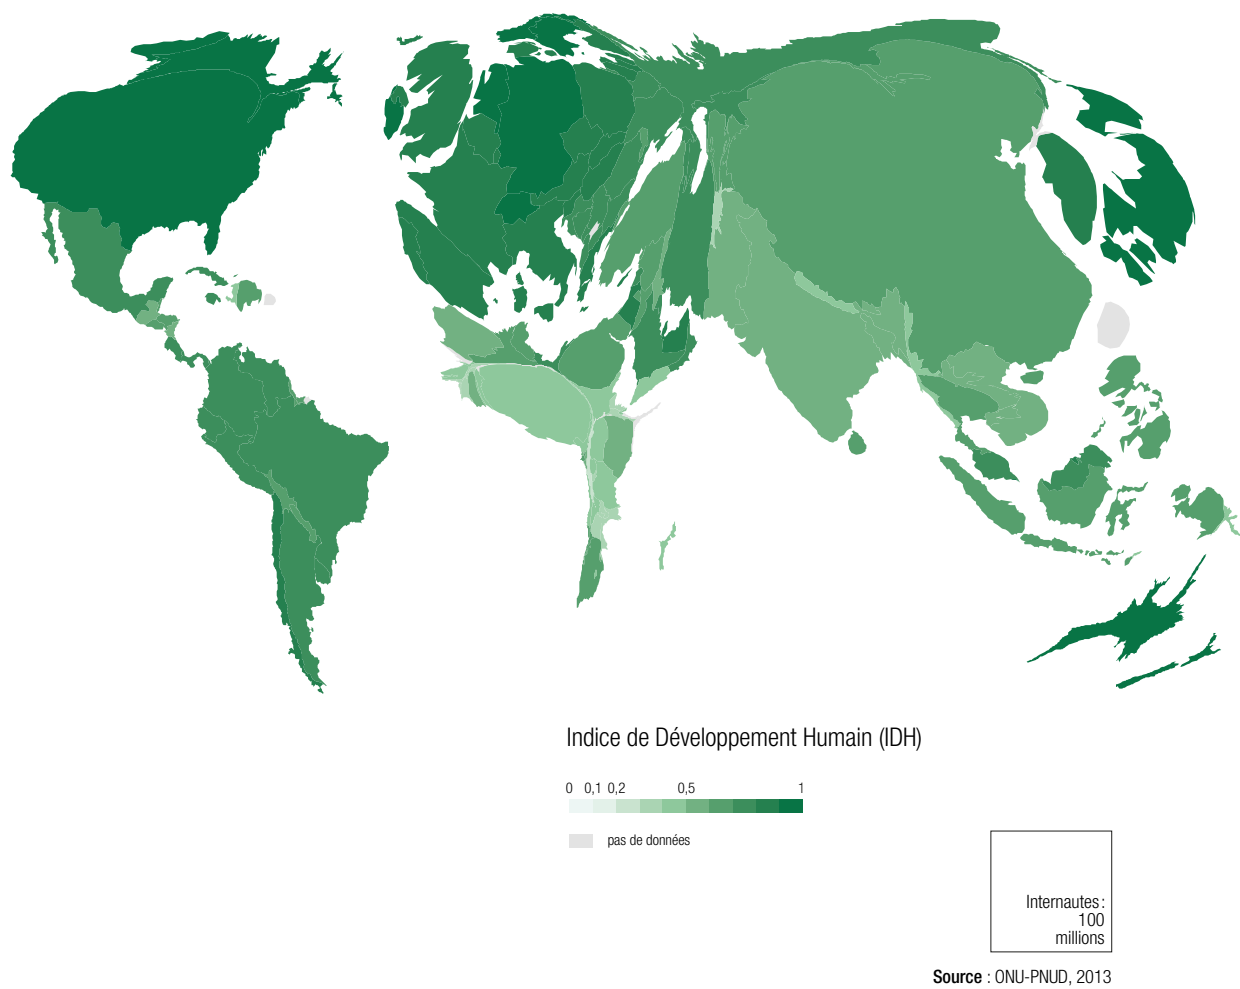 Indice de Développement Humain (IDH)
0 0,1 0,2 0,5 1
pas de données
Internautes :
100
millions
Source : ONU-PNUD, 2013